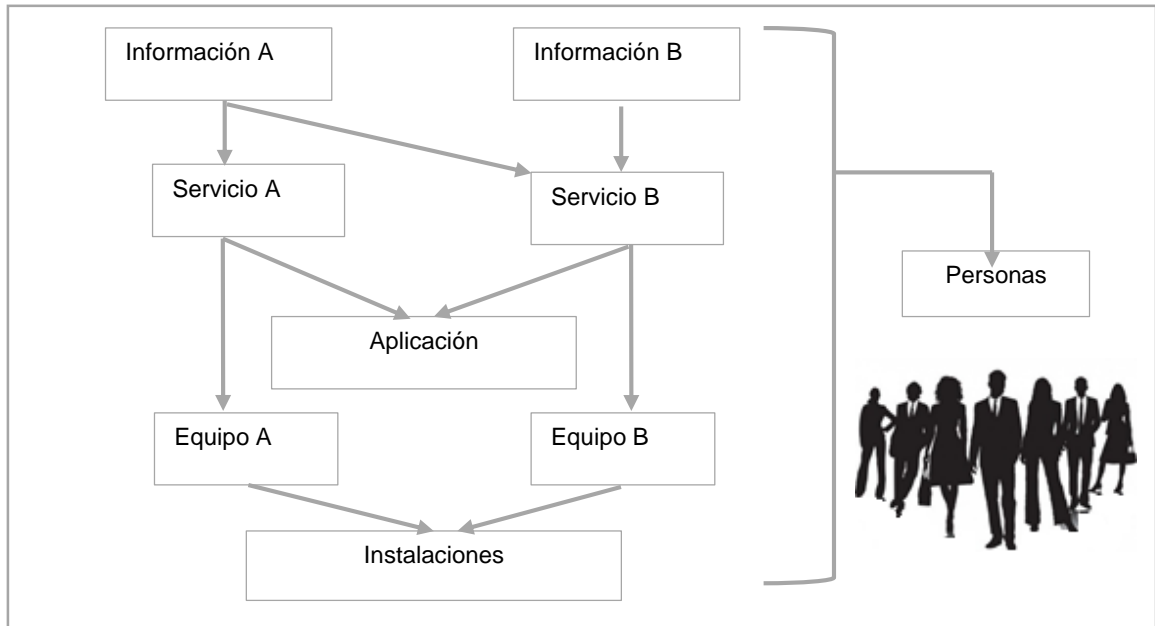 Información A
Información B
Servicio A
Servicio B
Personas
Aplicación
Equipo A
Equipo B
Instalaciones